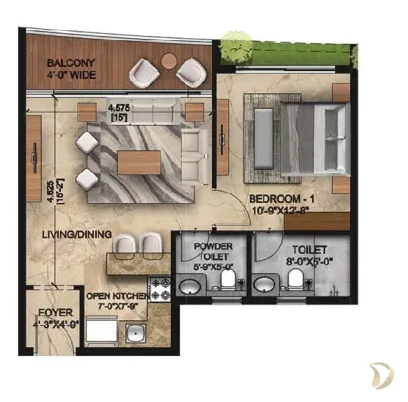 BALCONY
4'-0" WIDE
4.575
[15']
4.625
[15'-2"]
BEDROOM - 1
10'-9"X12'-8"
LIVING/DINING
POWDER
TOILET
5'-9"X5'-0"
TOILET
8'-0"X5'-0"
OPEN KITCHEN
7'-0"X7'-9"
FOYER
4'-3"X4'-9"